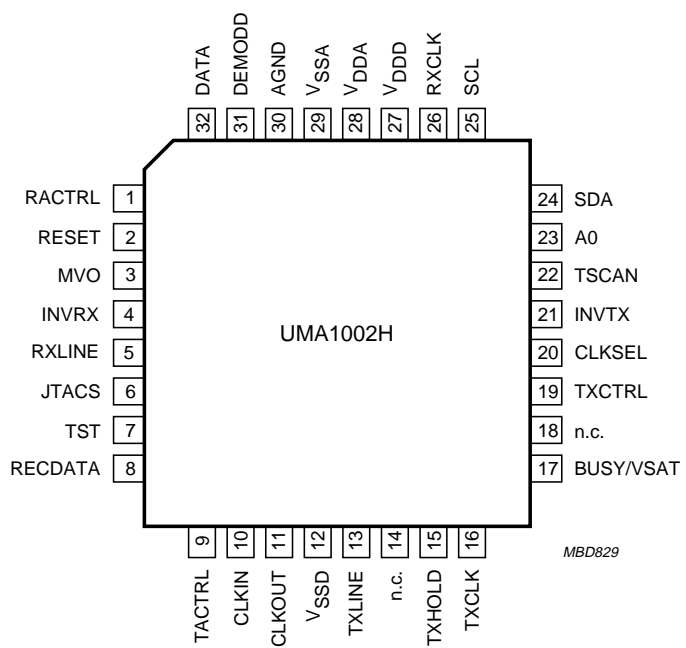 DATA
DEMODD
AGND
VSSA
VDDA
VDDD
RXCLK
SCL
32
31
30
29
28
27
26
25
RACTRL 1
RESET 2
MVO 3
INVRX 4
RXLINE 5
JTACS 6
TST 7
RECDATA 8
UMA1002H
24 SDA
23 A0
22 TSCAN
21 INVTX
20 CLKSEL
19 TXCTRL
18 n.c.
17 BUSY/VSAT
9
10
11
12
13
14
15
16
TACTRL
CLKIN
CLKOUT
VSSD
TXLINE
n.c.
TXHOLD
TXCLK
MBD829